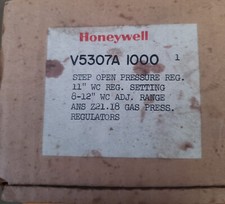 Honeywell
V5307A 1000 1
STEP OPEN PRESSURE REG.
11" WC REG. SETTING
8-12" WC ADJ. RANGE
ANS Z21.18 GAS PRESS.
REGULATORS